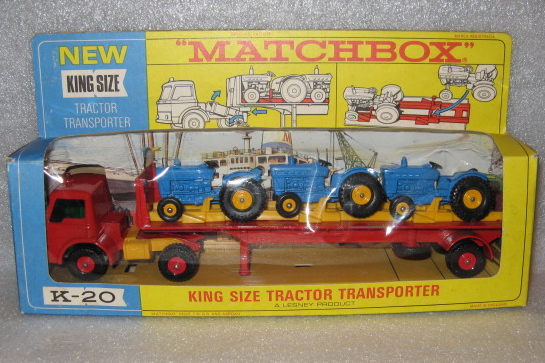 NEW
"MATCHBOX"
KING SIZE
TRACTOR
TRANSPORTER
K-20
KING SIZE TRACTOR TRANSPORTER
A LESNEY PRODUCT